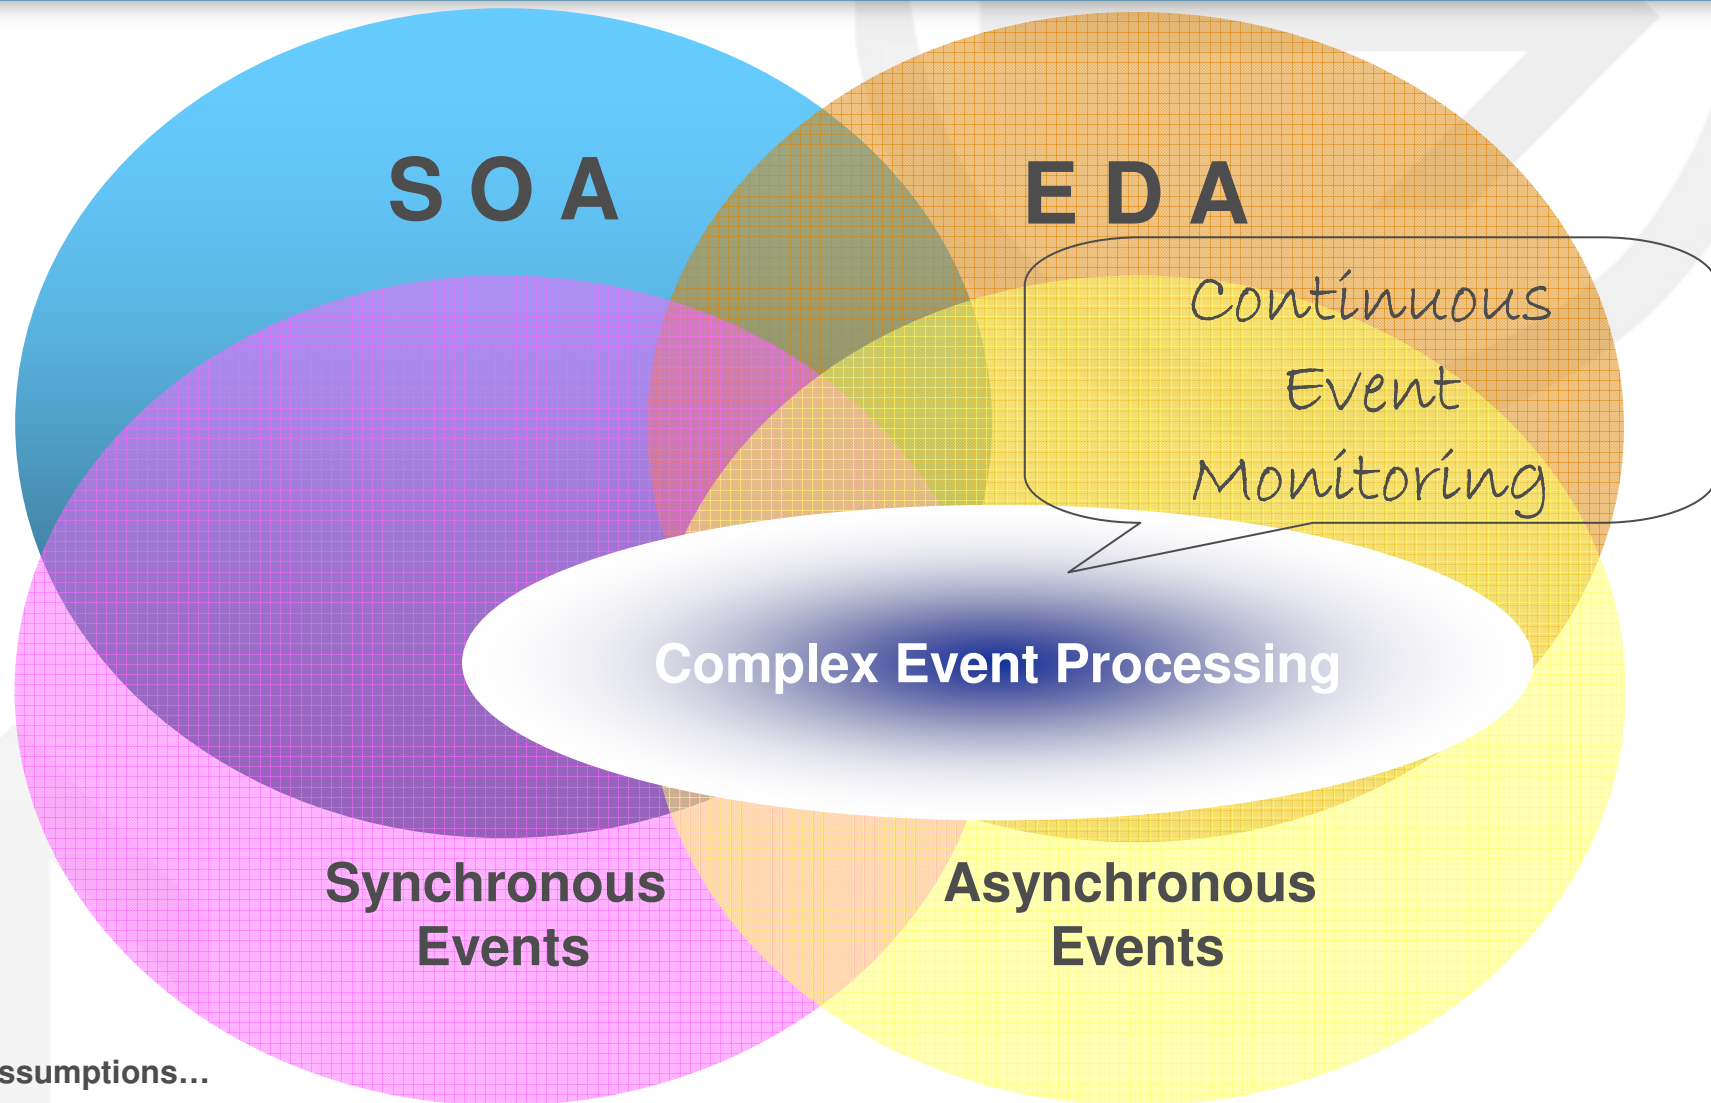 S O A
E D A
Continuous
Event
Monitoring
Complex Event Processing
Synchronous
Events
Asynchronous
Events
ssumptions...